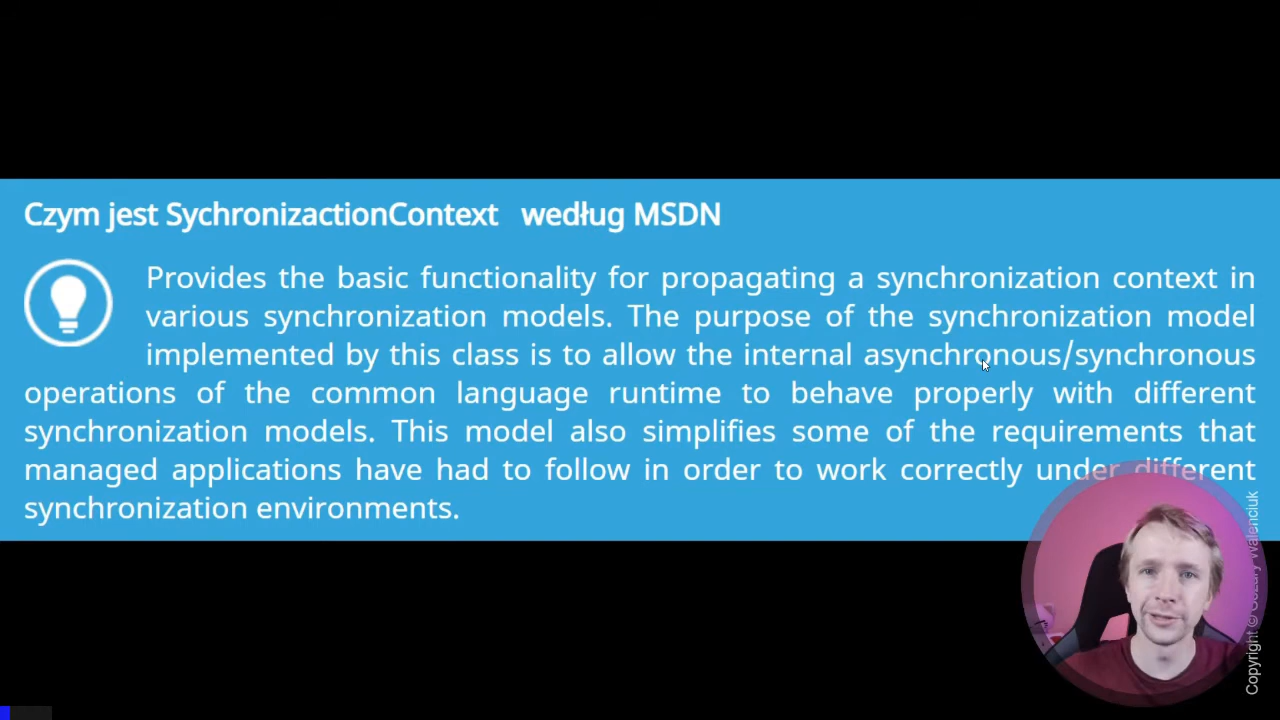 Czym jest SychronizactionContext według MSDN
Provides the basic functionality for propagating a synchronization context in
various synchronization models. The purpose of the synchronization model
implemented by this class is to allow the internal asynchronous/synchronous
operations of the common language runtime to behave properly with different
synchronization models. This model also simplifies some of the requirements that
managed applications have had to follow in order to work correctly under different
synchronization environments.
Copyright © Cezary Walenciuk